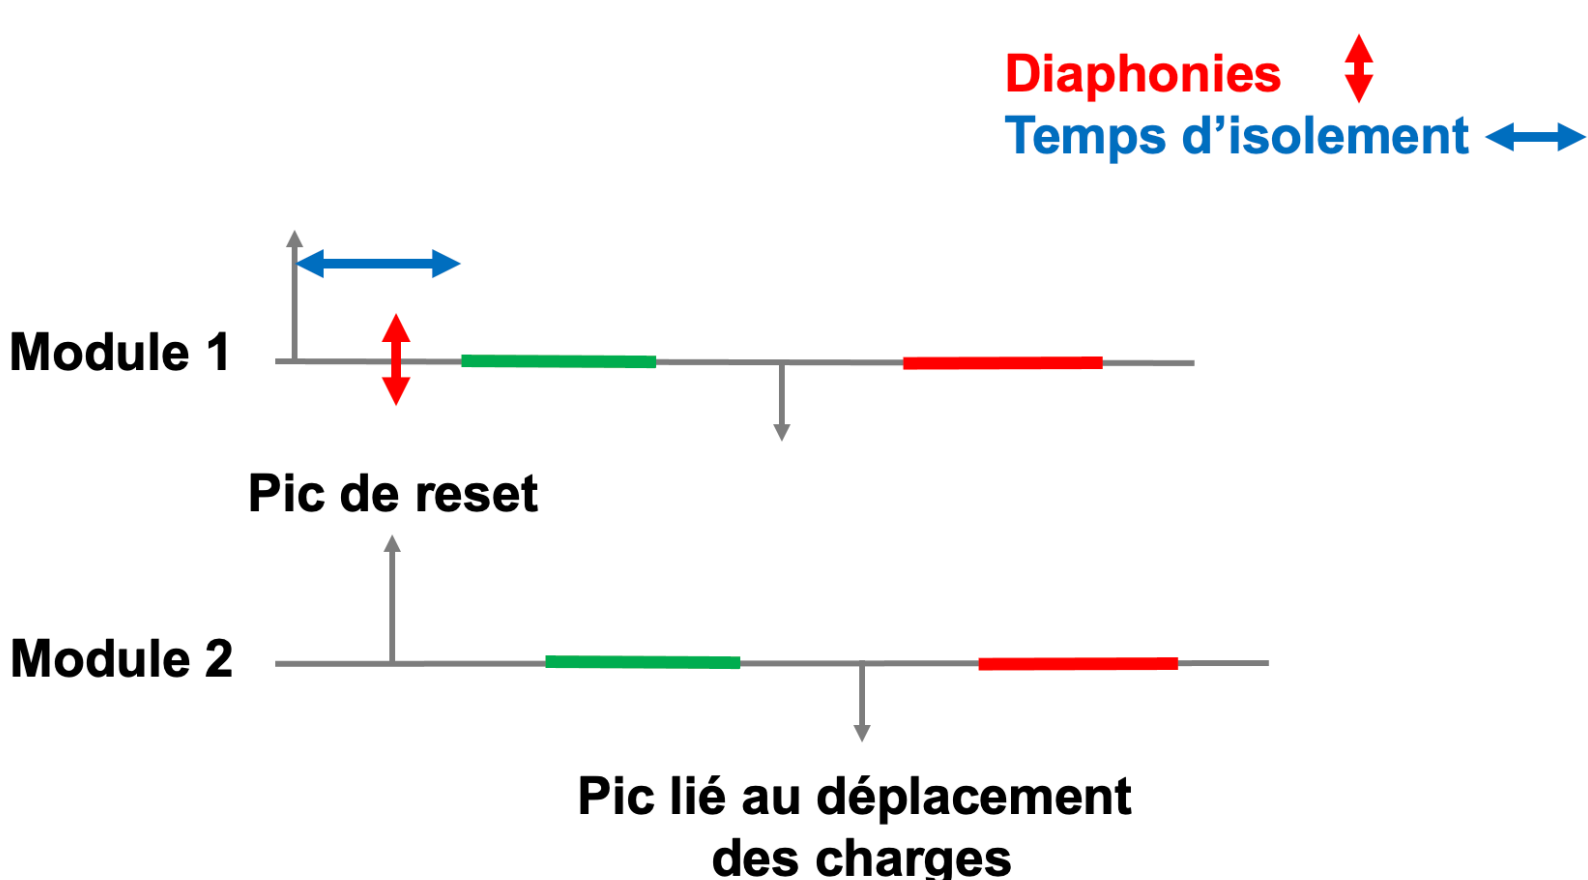 Diaphonies
Temps d’isolement
Module 1
Pic de reset
Module 2
Pic lié au déplacement
des charges